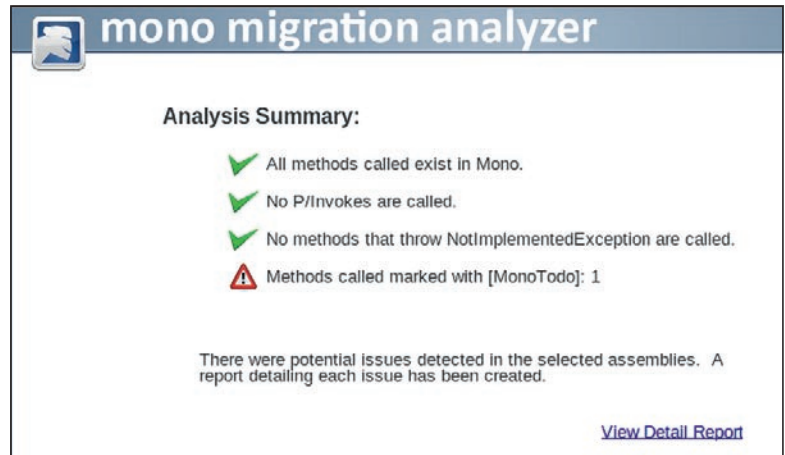 mono migration analyzer
Analysis Summary:
All methods called exist in Mono.
No P/Invokes are called.
No methods that throw NotImplementedException are called.
Methods called marked with [MonoTodo]: 1
There were potential issues detected in the selected assemblies. A
report detailing each issue has been created.
View Detail Report